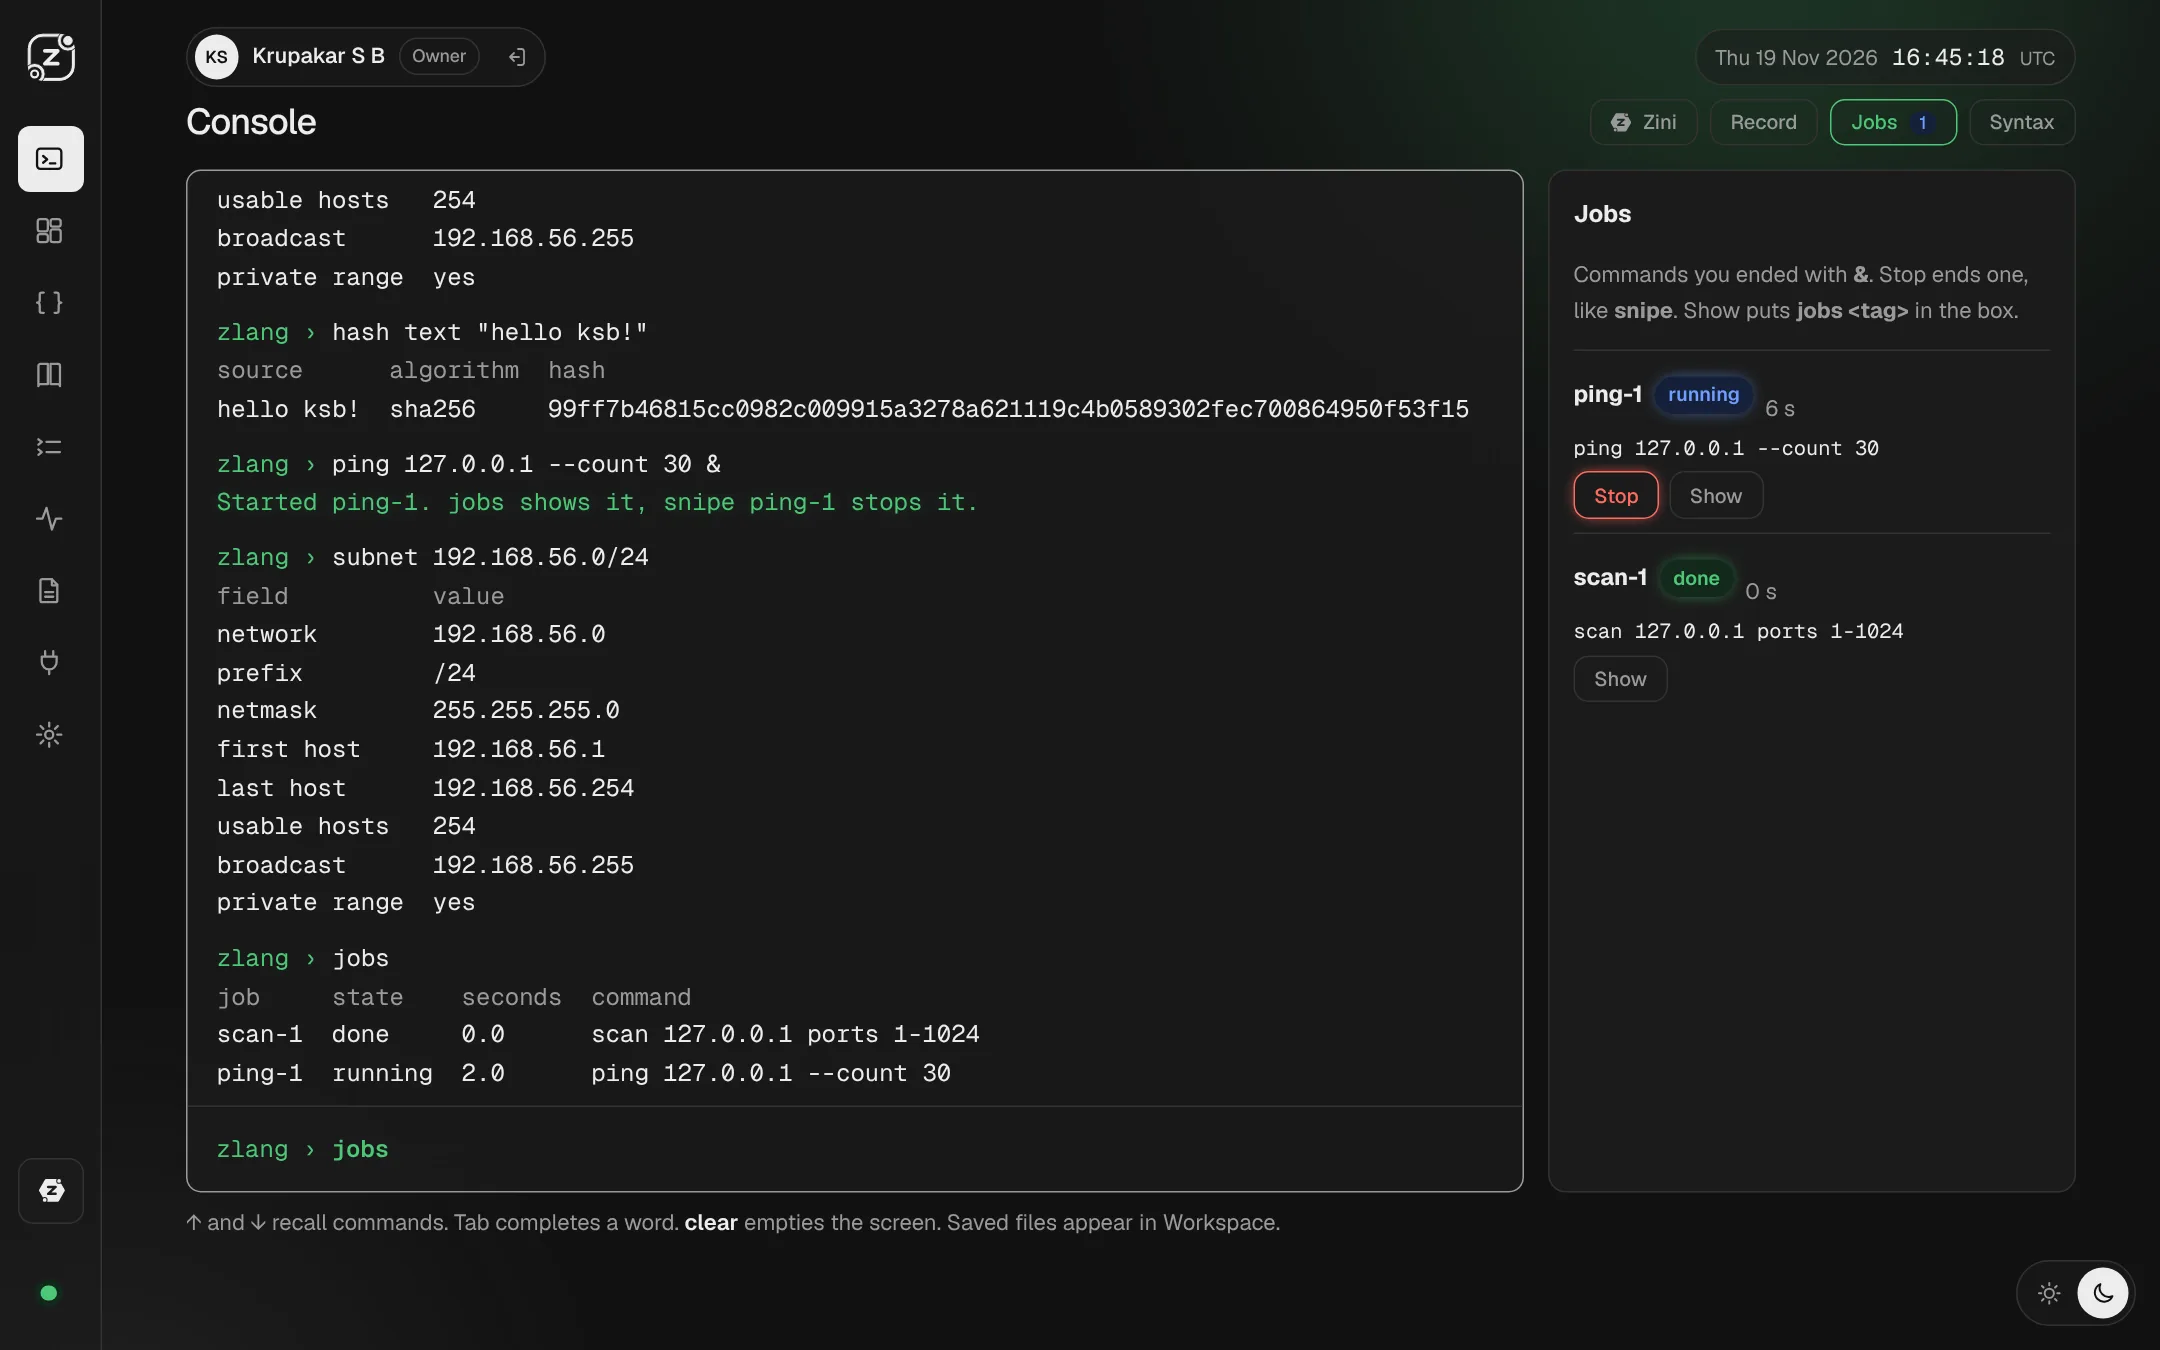 KS Krupakar S B Owner
Thu 19 Nov 2026 16:45:18 UTC
Console
Zini Record Jobs 1 Syntax
usable hosts 254
broadcast 192.168.56.255
private range yes
zlang › hash text "hello ksb!"
source algorithm hash
hello ksb! sha256 99ff7b46815cc0982c009915a3278a621119c4b0589302fec700864950f53f15
zlang › ping 127.0.0.1 --count 30 &
Started ping-1. jobs shows it, snipe ping-1 stops it.
zlang › subnet 192.168.56.0/24
field value
network 192.168.56.0
prefix /24
netmask 255.255.255.0
first host 192.168.56.1
last host 192.168.56.254
usable hosts 254
broadcast 192.168.56.255
private range yes
zlang › jobs
job state seconds command
scan-1 done 0.0 scan 127.0.0.1 ports 1-1024
ping-1 running 2.0 ping 127.0.0.1 --count 30
zlang › jobs
↑ and ↓ recall commands. Tab completes a word. clear empties the screen. Saved files appear in Workspace.
Jobs
Commands you ended with &. Stop ends one,
like snipe. Show puts jobs <tag> in the box.
ping-1 running 6 s
ping 127.0.0.1 --count 30
Stop Show
scan-1 done 0 s
scan 127.0.0.1 ports 1-1024
Show